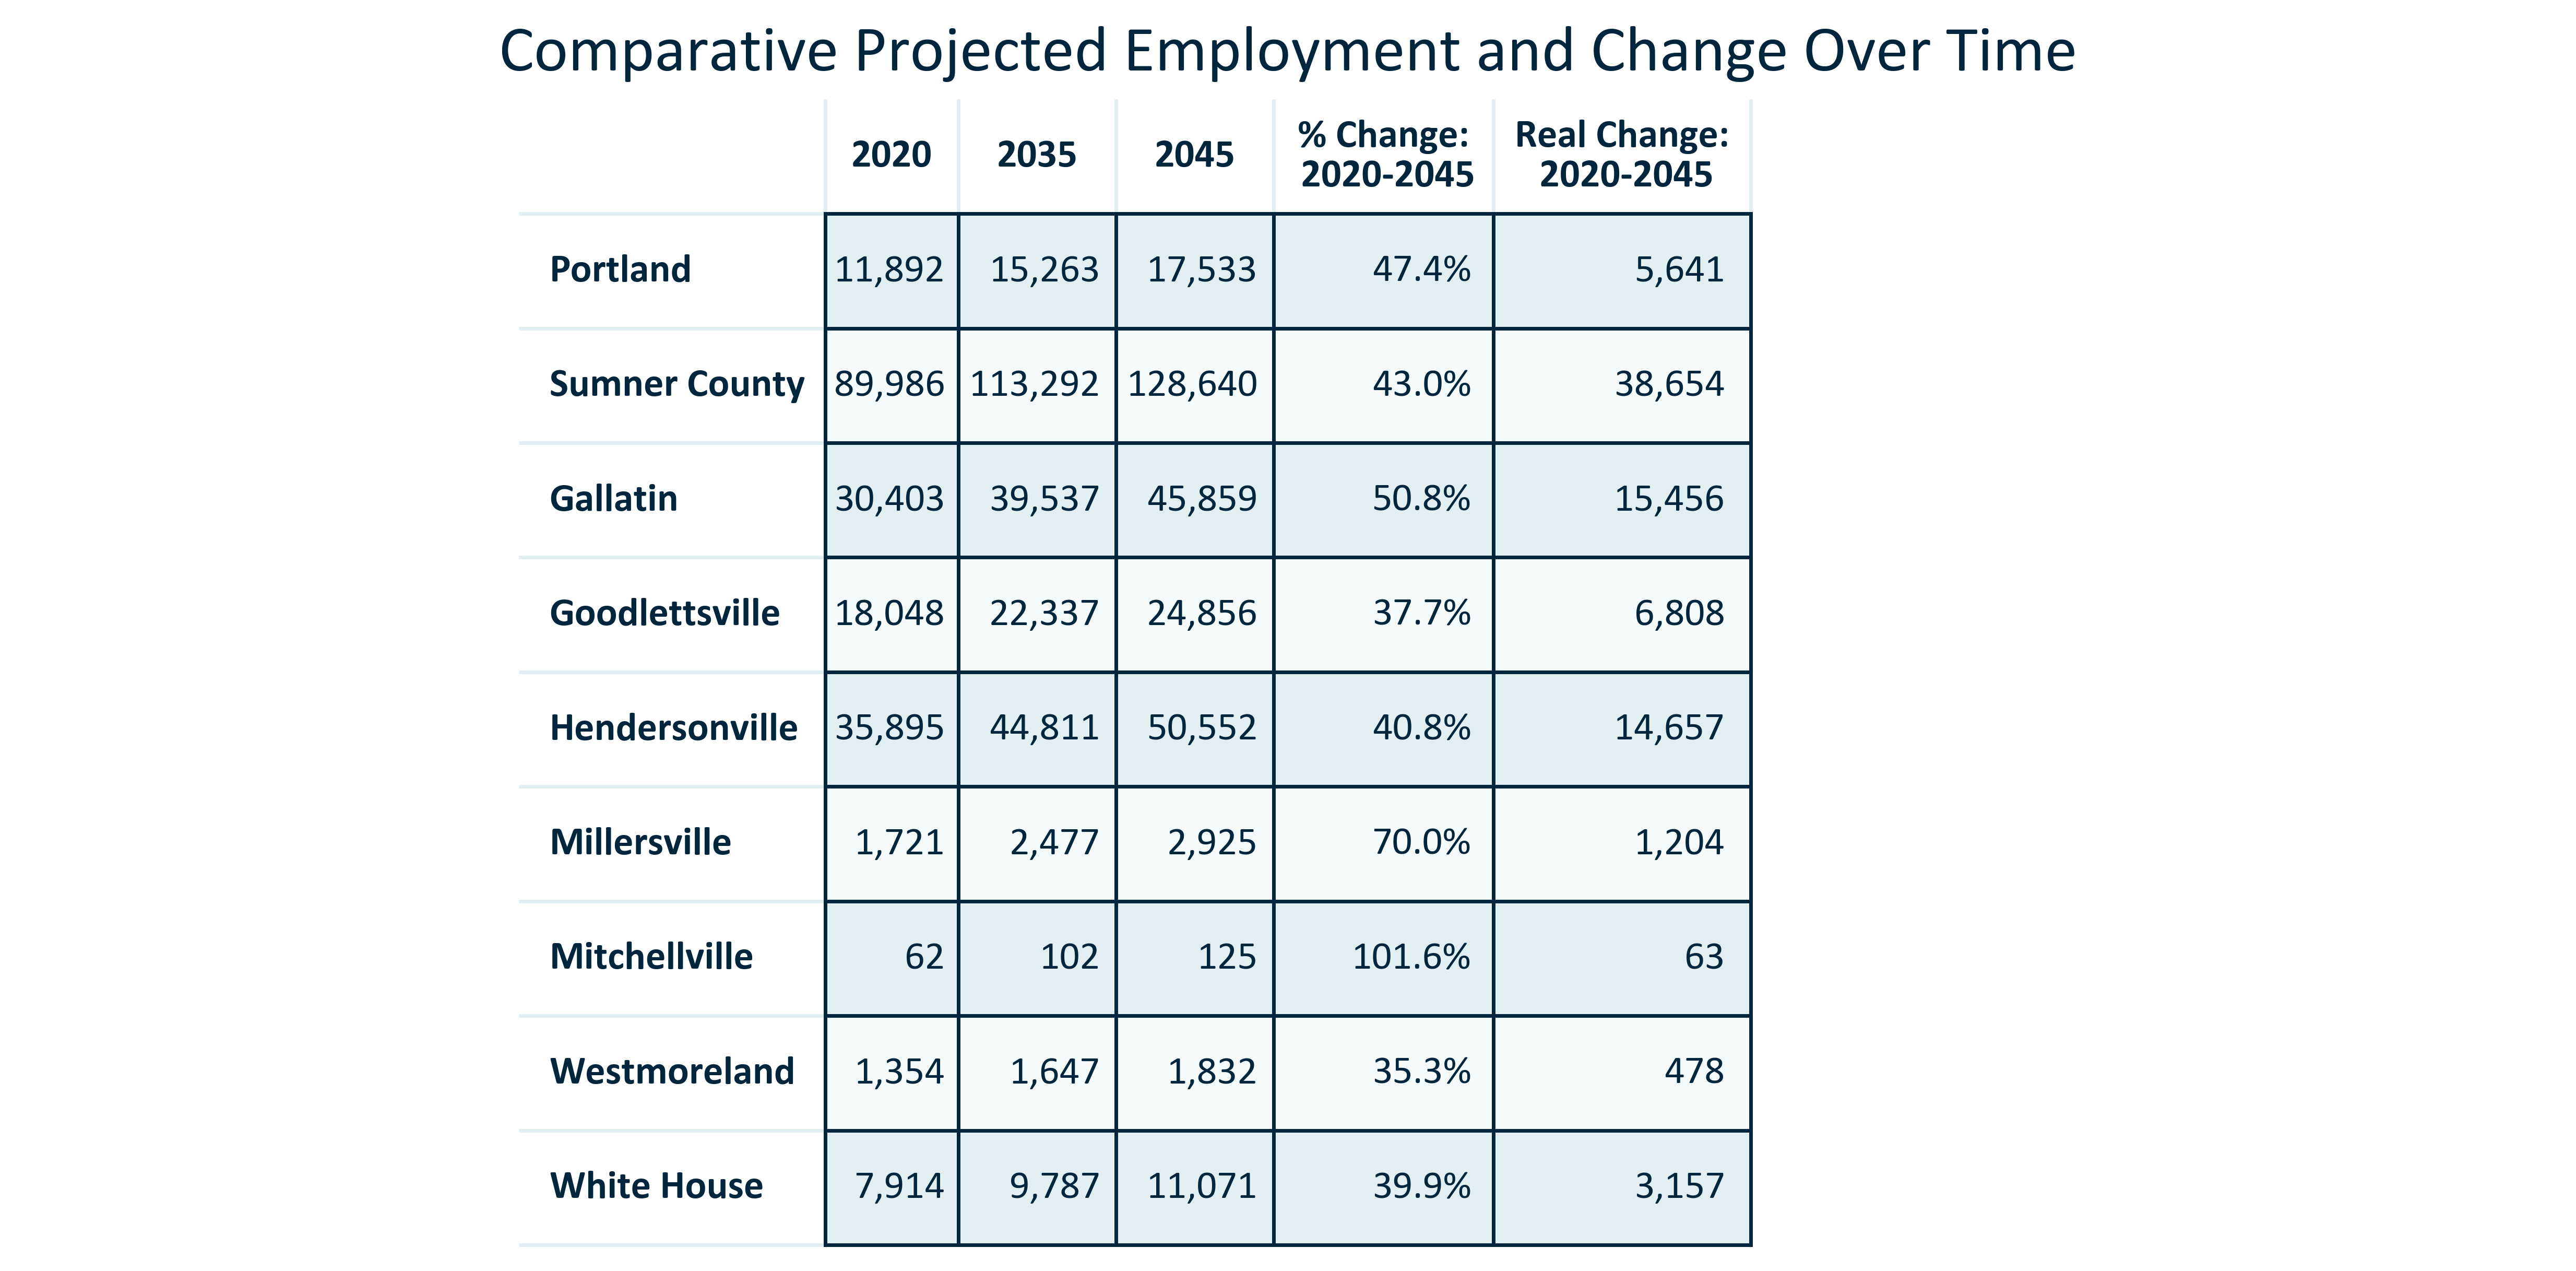 Comparative Projected Employment and Change Over Time
2020 2035 2045 % Change: 2020-2045 Real Change: 2020-2045
Portland 11,892 15,263 17,533 47.4% 5,641
Sumner County 89,986 113,292 128,640 43.0% 38,654
Gallatin 30,403 39,537 45,859 50.8% 15,456
Goodlettsville 18,048 22,337 24,856 37.7% 6,808
Hendersonville 35,895 44,811 50,552 40.8% 14,657
Millersville 1,721 2,477 2,925 70.0% 1,204
Mitchellville 62 102 125 101.6% 63
Westmoreland 1,354 1,647 1,832 35.3% 478
White House 7,914 9,787 11,071 39.9% 3,157